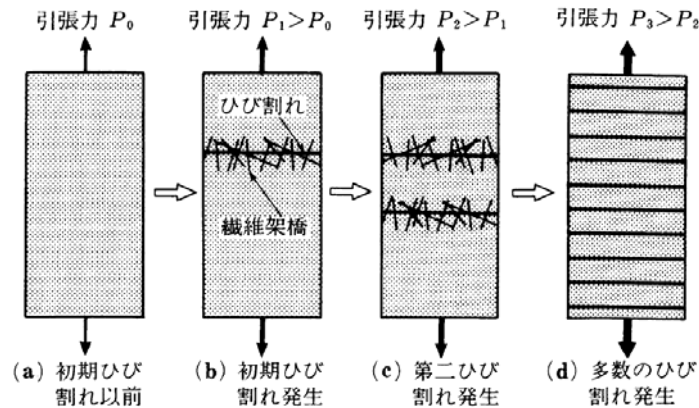 引張力 P₀
引張力 P₁>P₀
引張力 P₂>P₁
引張力 P₃>P₂
ひび割れ
繊維架橋
(a) 初期ひび
割れ以前
(b) 初期ひび
割れ発生
(c) 第二ひび
割れ発生
(d) 多数のひび
割れ発生